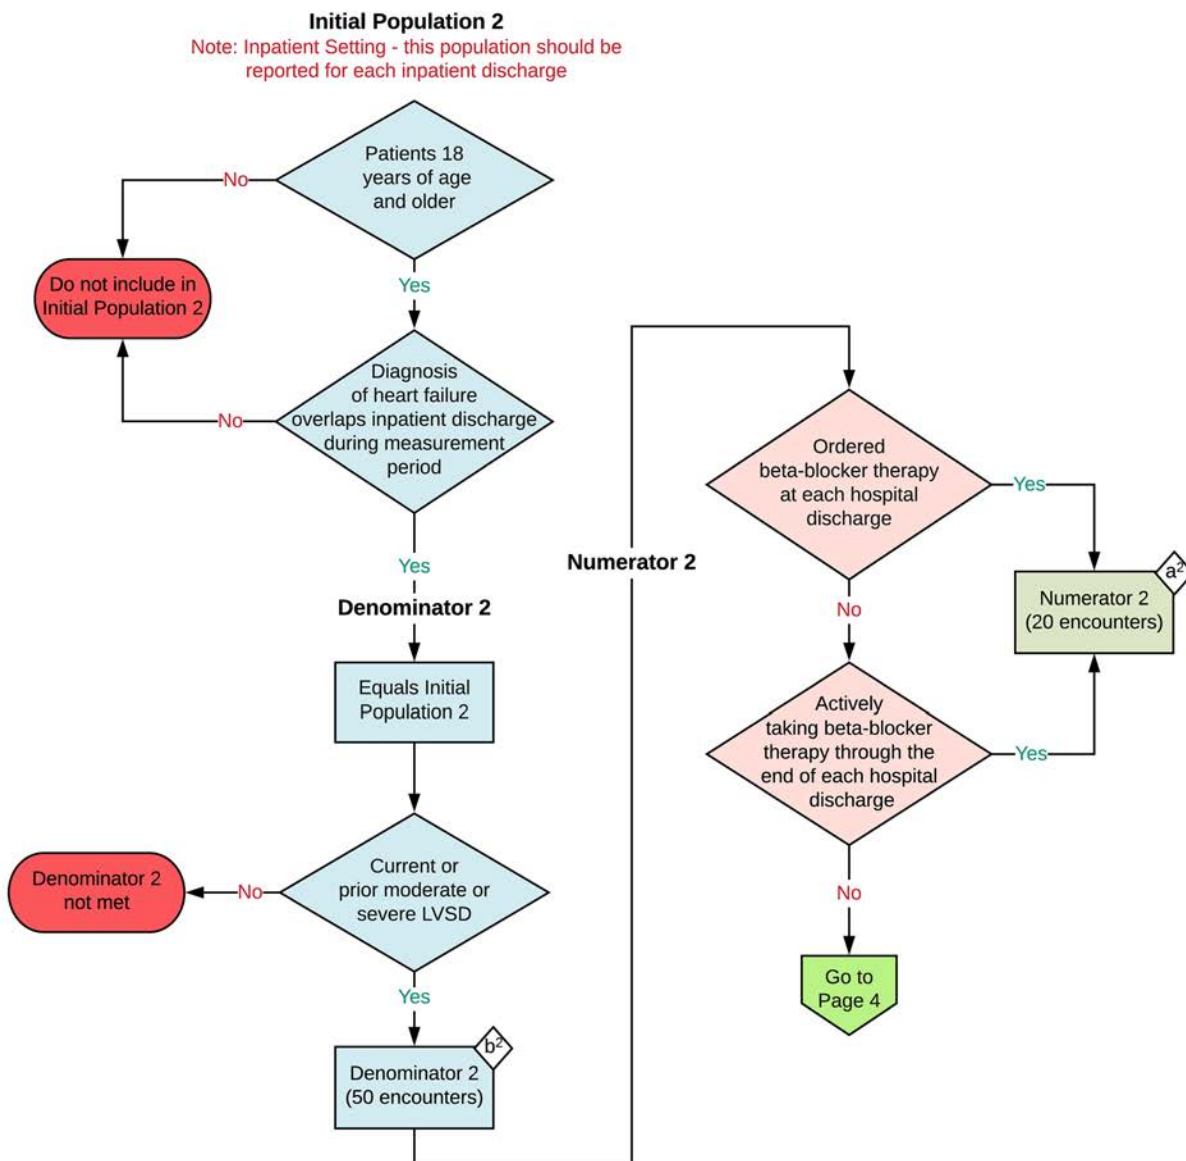 Initial Population 2
Note: Inpatient Setting - this population should be
reported for each inpatient discharge
Patients 18
years of age
and older
No
Yes
Do not include in
Initial Population 2
Diagnosis
of heart failure
overlaps inpatient discharge
during measurement
period
No
Yes
Denominator 2
Equals Initial
Population 2
Current or
prior moderate or
severe LVSD
No
Denominator 2
not met
Yes
b²
Denominator 2
(50 encounters)
Numerator 2
Ordered
beta-blocker therapy
at each hospital
discharge
Yes
No
a²
Numerator 2
(20 encounters)
Actively
taking beta-blocker
therapy through the
end of each hospital
discharge
Yes
No
Go to
Page 4